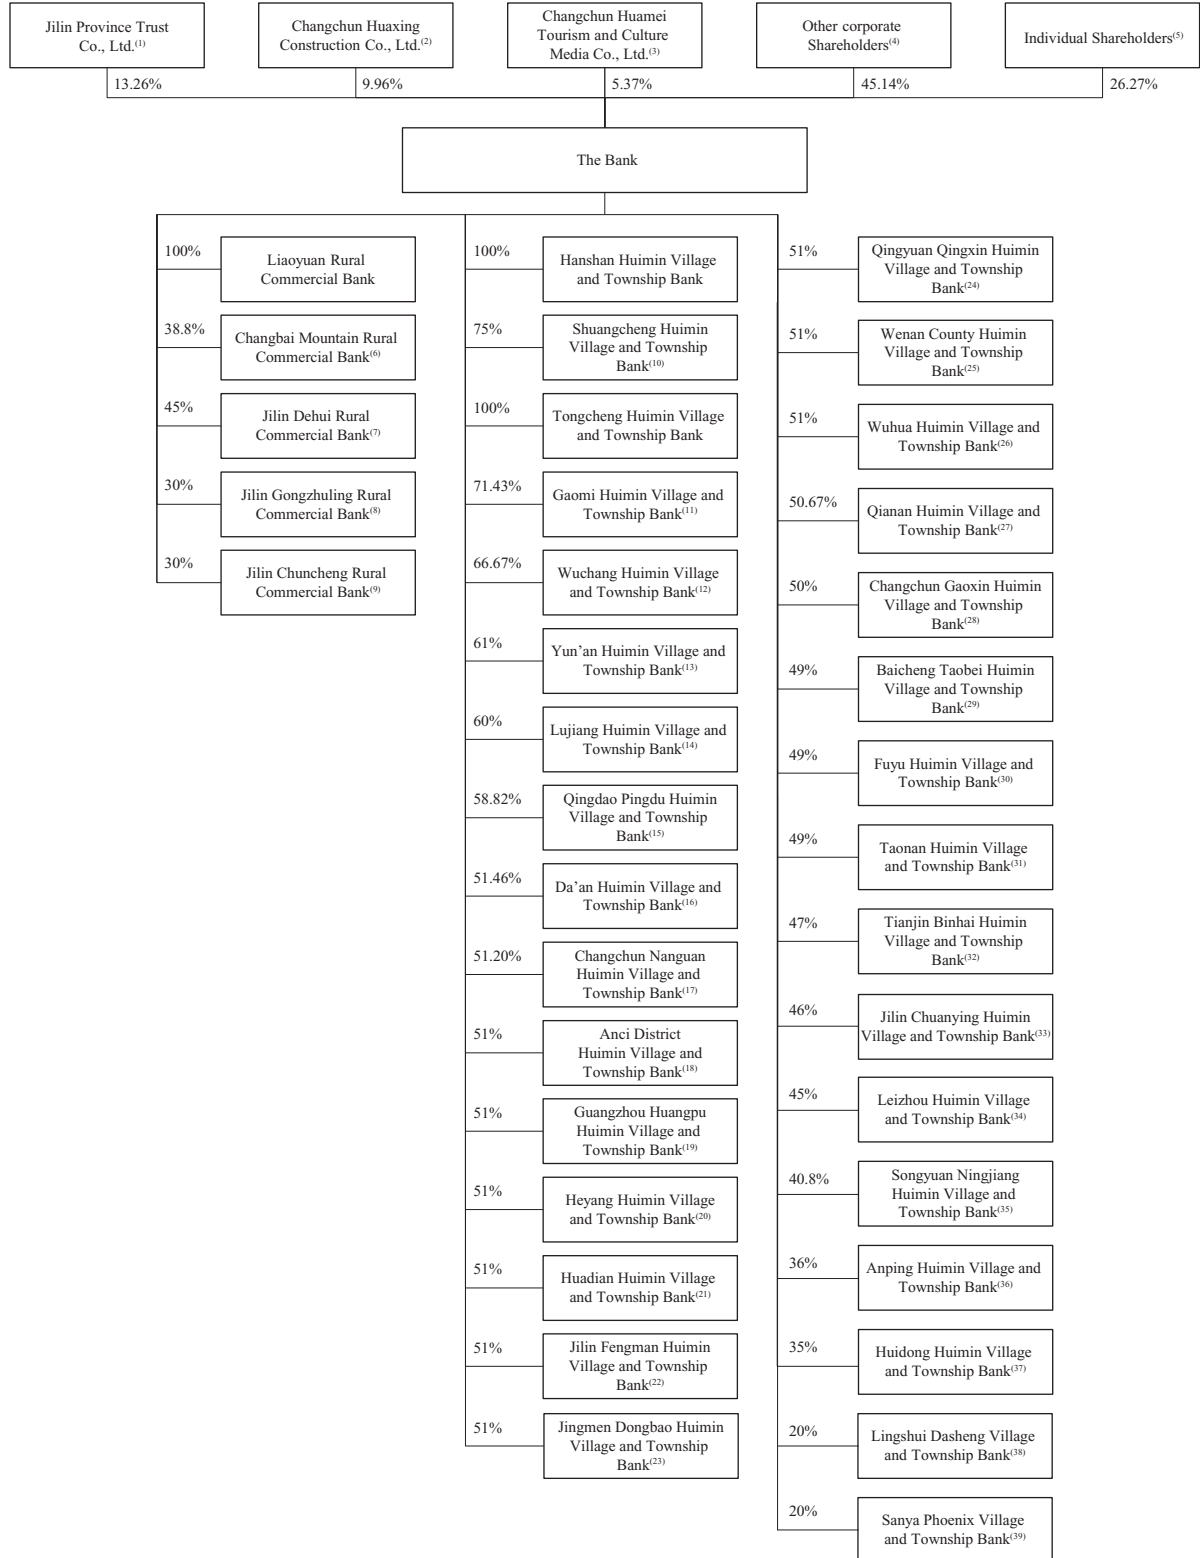 Jilin Province Trust
Co., Ltd.(1)
Changchun Huaxing
Construction Co., Ltd.(2)
Changchun Huamei
Tourism and Culture
Media Co., Ltd.(3)
Other corporate
Shareholders(4)
Individual Shareholders(5)
13.26%
9.96%
5.37%
45.14%
26.27%
The Bank
100%
Liaoyuan Rural
Commercial Bank
38.8%
Changbai Mountain Rural
Commercial Bank(6)
45%
Jilin Dehui Rural
Commercial Bank(7)
30%
Jilin Gongzhuling Rural
Commercial Bank(8)
30%
Jilin Chuncheng Rural
Commercial Bank(9)
100%
Hanshan Huimin Village
and Township Bank
75%
Shuangcheng Huimin
Village and Township
Bank(10)
100%
Tongcheng Huimin Village
and Township Bank
71.43%
Gaomi Huimin Village and
Township Bank(11)
66.67%
Wuchang Huimin Village
and Township Bank(12)
61%
Yun’an Huimin Village and
Township Bank(13)
60%
Lujiang Huimin Village and
Township Bank(14)
58.82%
Qingdao Pingdu Huimin
Village and Township
Bank(15)
51.46%
Da’an Huimin Village and
Township Bank(16)
51.20%
Changchun Nanguan
Huimin Village and
Township Bank(17)
51%
Anci District
Huimin Village and
Township Bank(18)
51%
Guangzhou Huangpu
Huimin Village and
Township Bank(19)
51%
Heyang Huimin Village
and Township Bank(20)
51%
Huadian Huimin Village
and Township Bank(21)
51%
Jilin Fengman Huimin
Village and Township
Bank(22)
51%
Jingmen Dongbao Huimin
Village and Township
Bank(23)
51%
Qingyuan Qingxin Huimin
Village and Township
Bank(24)
51%
Wenan County Huimin
Village and Township
Bank(25)
51%
Wuhua Huimin Village and
Township Bank(26)
50.67%
Qianan Huimin Village and
Township Bank(27)
50%
Changchun Gaoxin Huimin
Village and Township
Bank(28)
49%
Baicheng Taobei Huimin
Village and Township
Bank(29)
49%
Fuyu Huimin Village and
Township Bank(30)
49%
Taonan Huimin Village
and Township Bank(31)
47%
Tianjin Binhai Huimin
Village and Township
Bank(32)
46%
Jilin Chuanying Huimin
Village and Township Bank(33)
45%
Leizhou Huimin Village
and Township Bank(34)
40.8%
Songyuan Ningjiang
Huimin Village and
Township Bank(35)
36%
Anping Huimin Village and
Township Bank(36)
35%
Huidong Huimin Village
and Township Bank(37)
20%
Lingshui Dasheng Village
and Township Bank(38)
20%
Sanya Phoenix Village
and Township Bank(39)